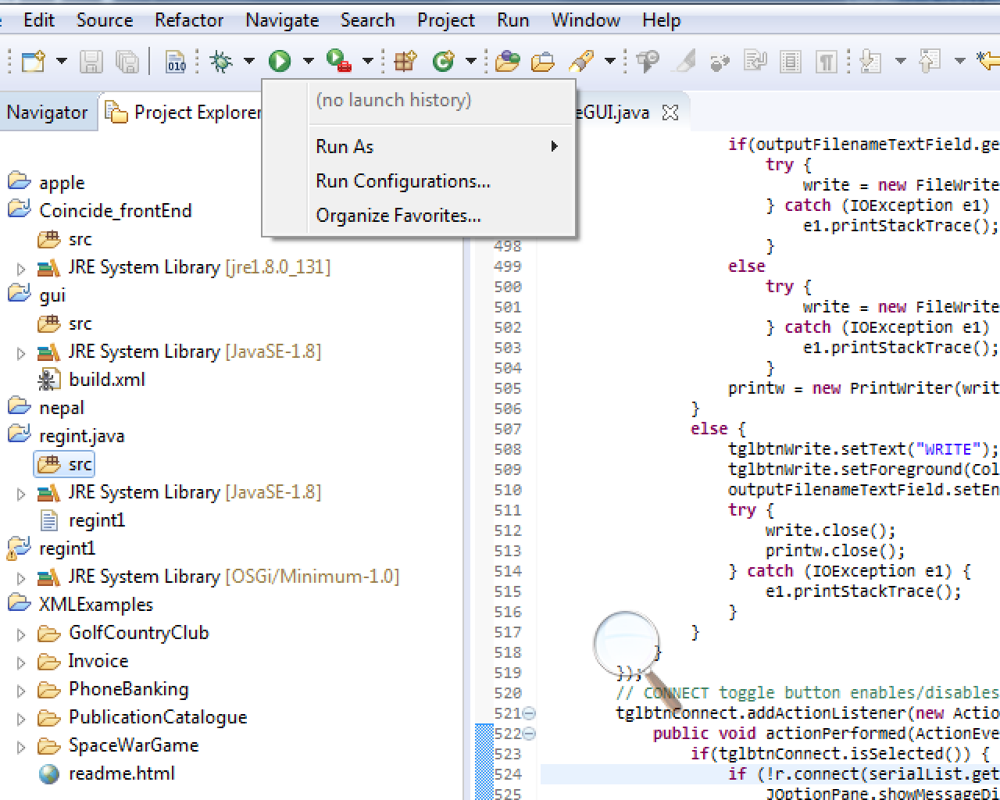 Edit Source Refactor Navigate Search Project Run Window Help
010
Navigator Project Explorer eGUI.java
(no launch history)
Run As
Run Configurations...
Organize Favorites...
apple
Coincide_frontEnd
src
JRE System Library [jre1.8.0_131]
gui
src
JRE System Library [JavaSE-1.8]
build.xml
nepal
regint.java
src
JRE System Library [JavaSE-1.8]
regint1
regint1
JRE System Library [OSGi/Minimum-1.0]
XMLExamples
GolfCountryClub
Invoice
PhoneBanking
PublicationCatalogue
SpaceWarGame
readme.html
if(outputFilenameTextField.ge
try {
write = new FileWrite
} catch (IOException e1)
e1.printStackTrace();
498 }
499 else
500 try {
501 write = new FileWrite
502 } catch (IOException e1)
503 e1.printStackTrace();
504 }
505 printw = new PrintWriter(writ
506 }
507 else {
508 tglbtnWrite.setText("WRITE");
509 tglbtnWrite.setForeground(Col
510 outputFilenameTextField.setEn
511 try {
512 write.close();
513 printw.close();
514 } catch (IOException e1) {
515 e1.printStackTrace();
516 }
517 }
518 }
519 });
520 // CONNECT toggle button enables/disables
521 tglbtnConnect.addActionListener(new Actio
522 public void actionPerformed(ActionEve
523 if(tglbtnConnect.isSelected()) {
524 if (!r.connect(serialList.get
525 JOptionPane.showMessageDi